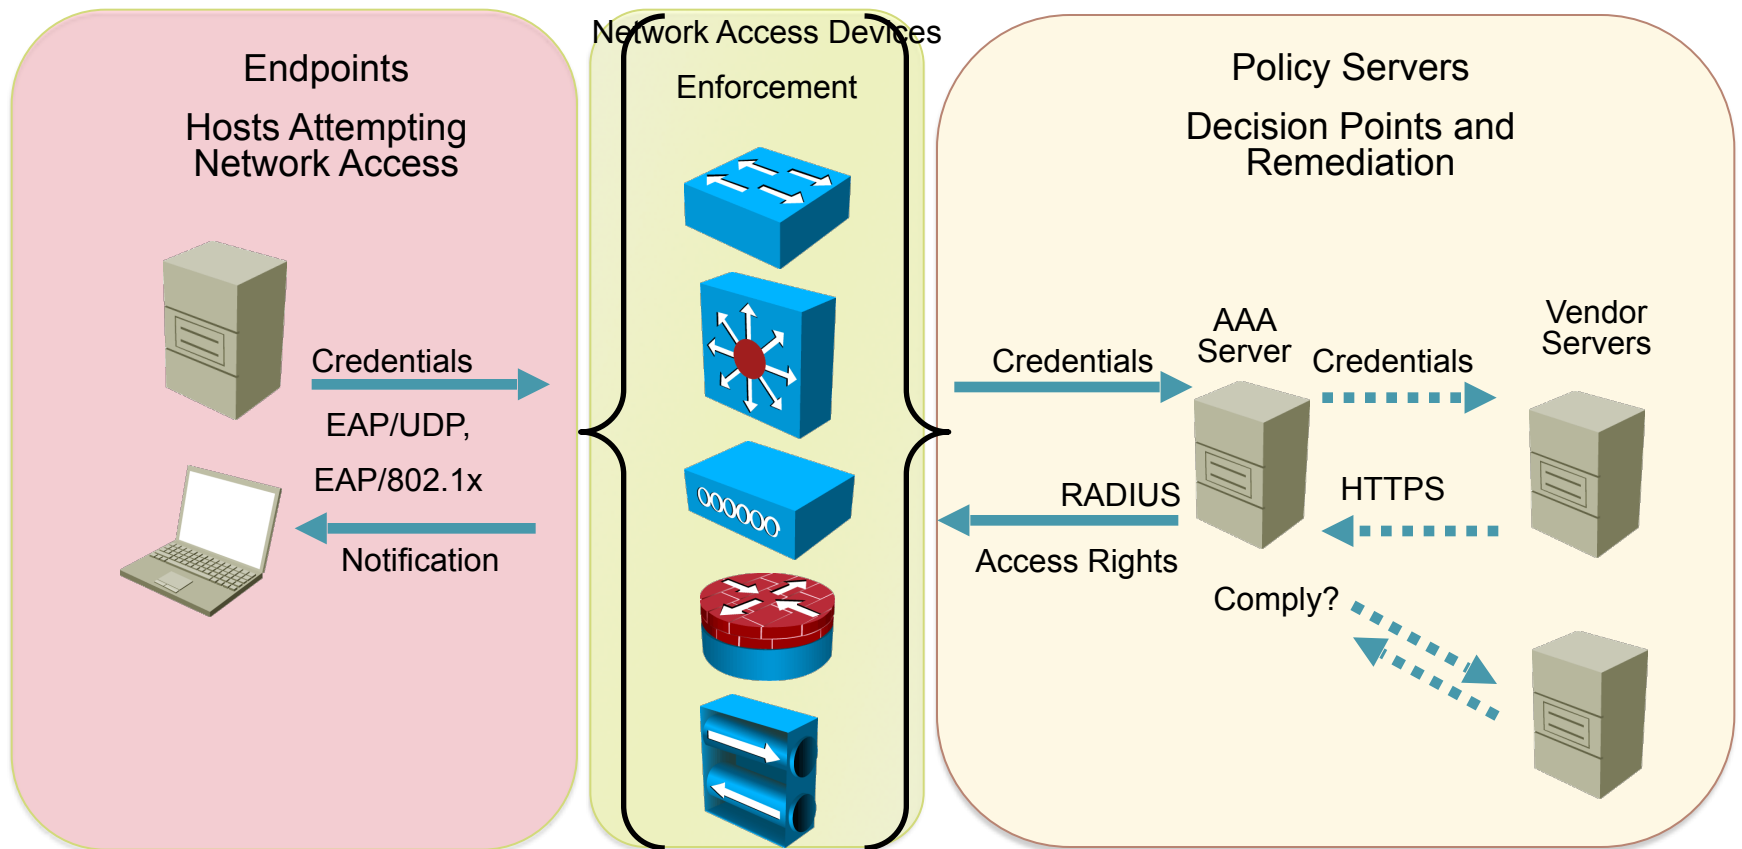 Endpoints
Hosts Attempting
Network Access
Credentials
EAP/UDP,
EAP/802.1x
Notification
Network Access Devices
Enforcement
Policy Servers
Decision Points and
Remediation
Credentials
RADIUS
Access Rights
AAA
Server
Credentials
HTTPS
Comply?
Vendor
Servers